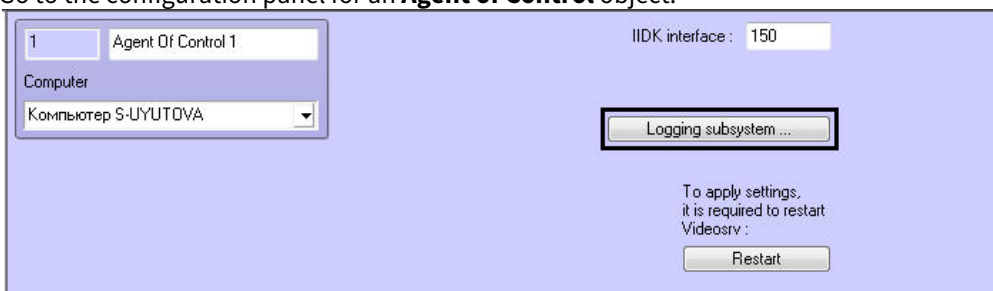 Go to the configuration panel for an Agent of Control object.
1 Agent Of Control 1
Computer
Компьютер S-UYUTOVA
IIDK interface : 150
Logging subsystem ...
To apply settings,
it is required to restart
Videosrv :
Restart